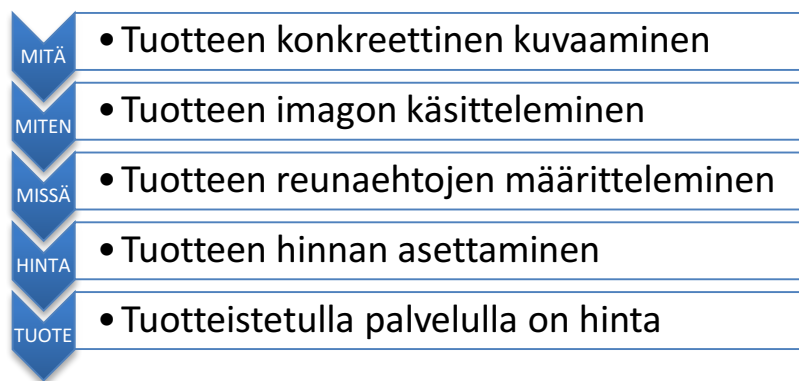 MITÄ
• Tuotteen konkreettinen kuvaaminen
MITEN
• Tuotteen imagon käsitteleminen
MISSÄ
• Tuotteen reunaehtojen määritteleminen
HINTA
• Tuotteen hinnan asettaminen
TUOTE
• Tuotteistetulla palvelulla on hinta